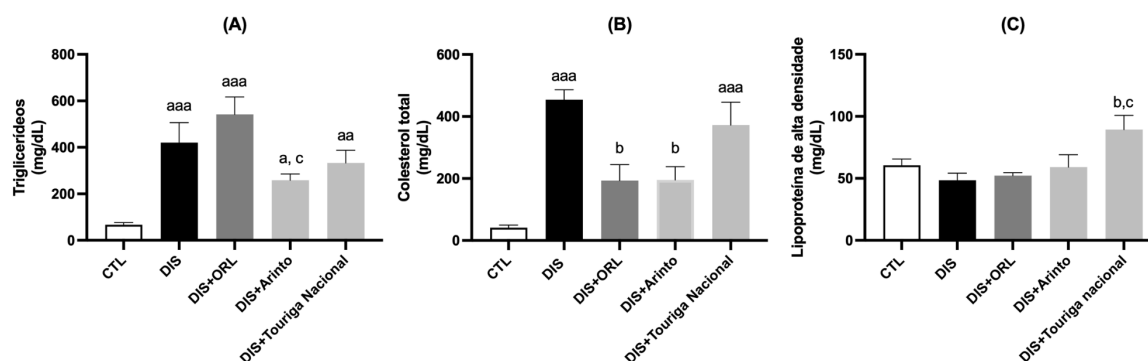 (A)
Triglicerídeos
(mg/dL)
800
600
400
200
0
aaa
aaa
a, c
aa
CTL
DIS
DIS+ORL
DIS+Arinto
DIS+Touriga Nacional
(B)
Colesterol total
(mg/dL)
600
400
200
0
aaa
b
b
aaa
CTL
DIS
DIS+ORL
DIS+Arinto
DIS+Touriga Nacional
(C)
Lipoproteína de alta densidade
(mg/dL)
150
100
50
0
b,c
CTL
DIS
DIS+ORL
DIS+Arinto
DIS+Touriga nacional